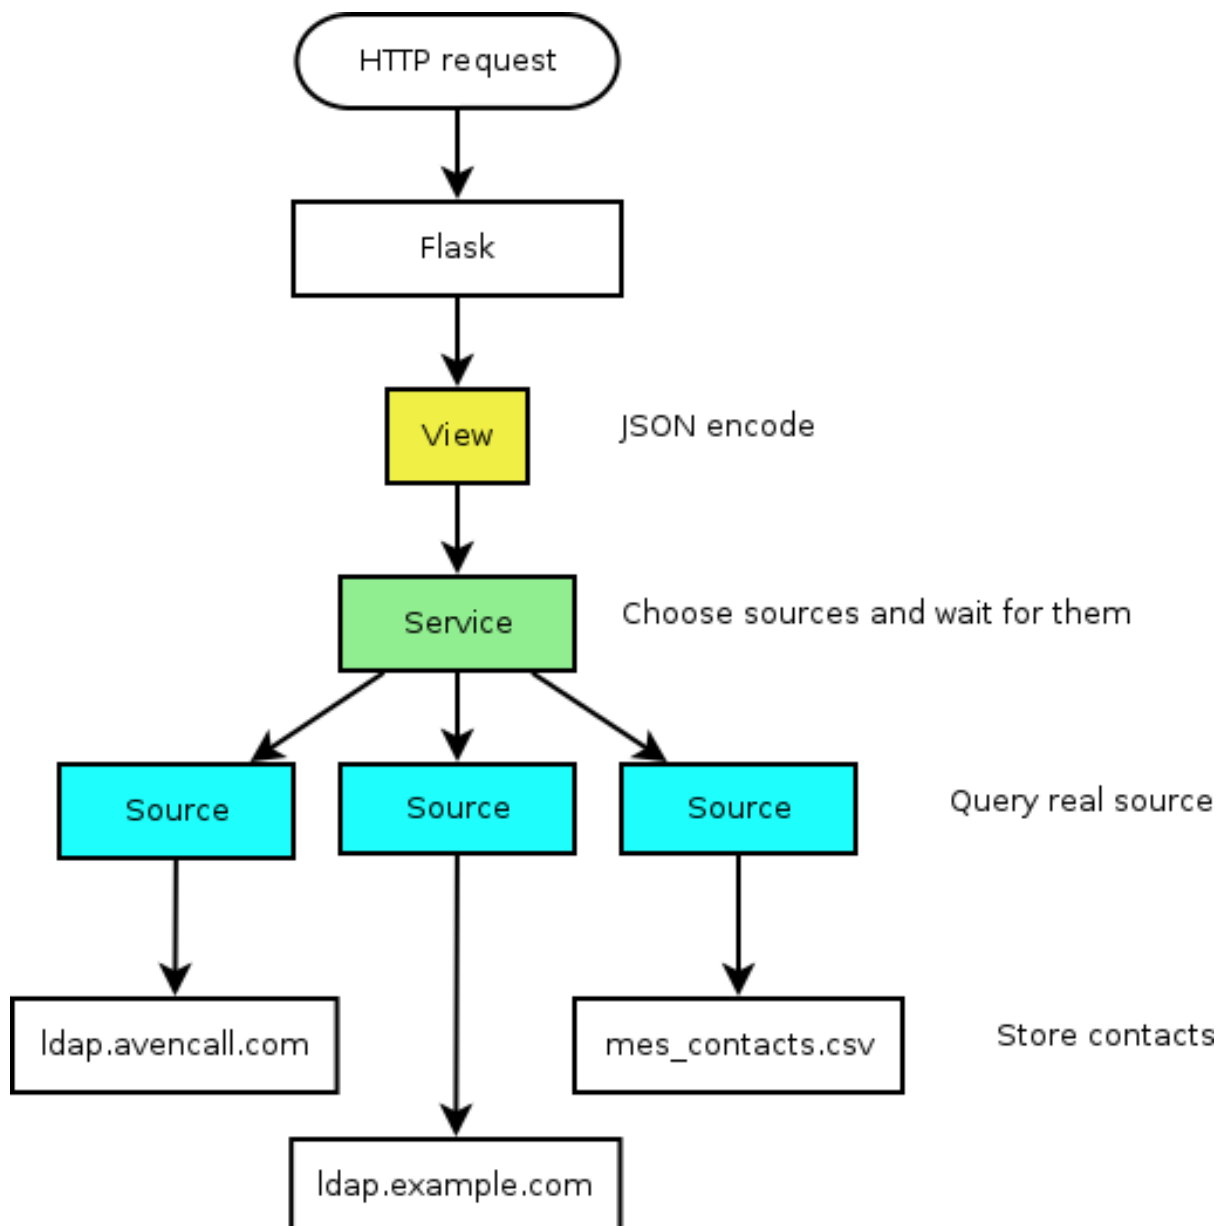 HTTP request
Flask
View
JSON encode
Service
Choose sources and wait for them
Source
Source
Source
Query real source
ldap.avencall.com
mes_contacts.csv
Store contacts
ldap.example.com